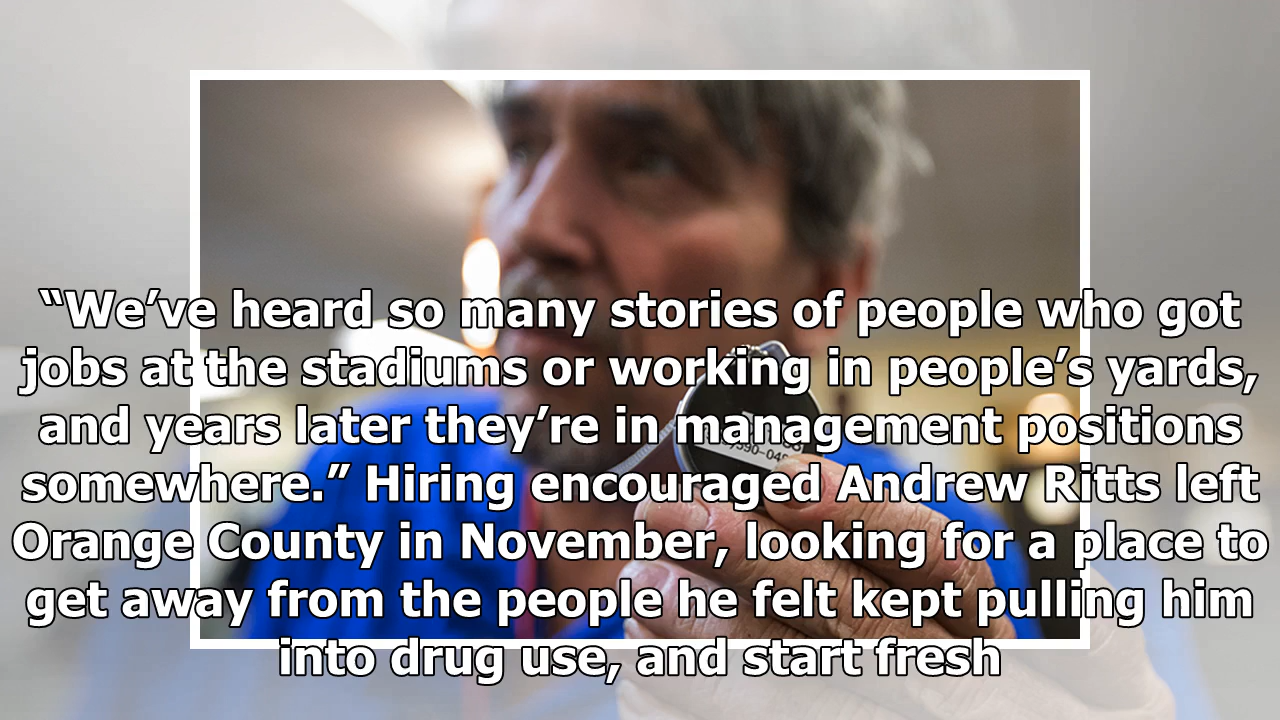 “We’ve heard so many stories of people who got
jobs at the stadiums or working in people’s yards,
and years later they’re in management positions
somewhere.” Hiring encouraged Andrew Ritts left
Orange County in November, looking for a place to
get away from the people he felt kept pulling him
into drug use, and start fresh